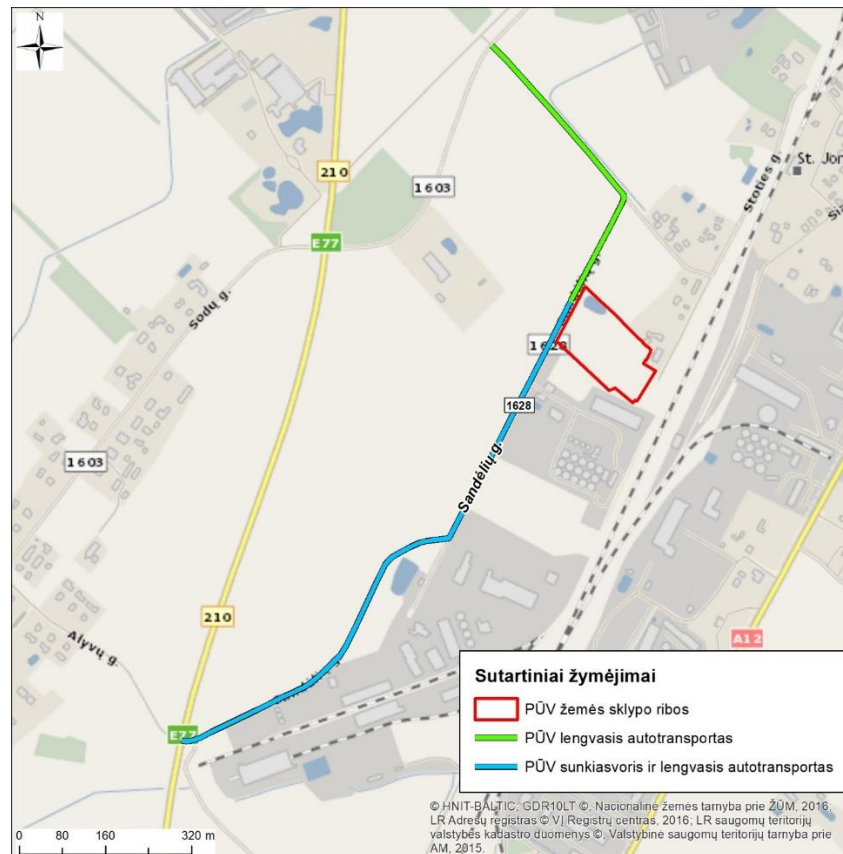 N
210
1603
E77
Sodų g.
Stoties g.
St. Jon
1628
1628
Sandėlių g.
1603
210
Alyvų g.
E77
A12
Sutartiniai žymėjimai
PŪV žemės sklypo ribos
PŪV lengvasis autotransportas
PŪV sunkiasvoris ir lengvasis autotransportas
© HNIT-BALTIC, GDR10LT ©, Nacionalinė žemės tarnyba prie ŽŪM, 2016;
LR Adresų registras © VĮ Registrų centras, 2016; LR saugomų teritorijų
valstybės kadastro duomenys ©, Valstybinė saugomų teritorijų tarnyba prie
AM, 2015.
0 80 160 320 m